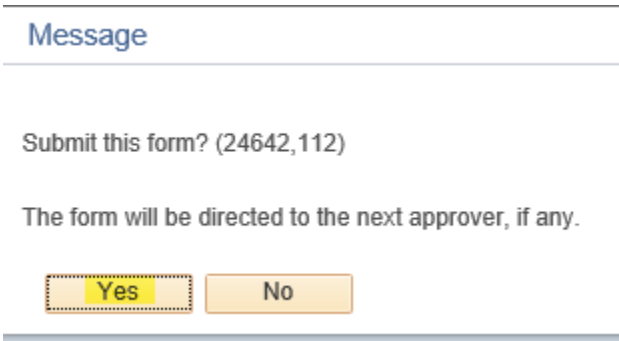 Message
Submit this form? (24642,112)
The form will be directed to the next approver, if any.
Yes No